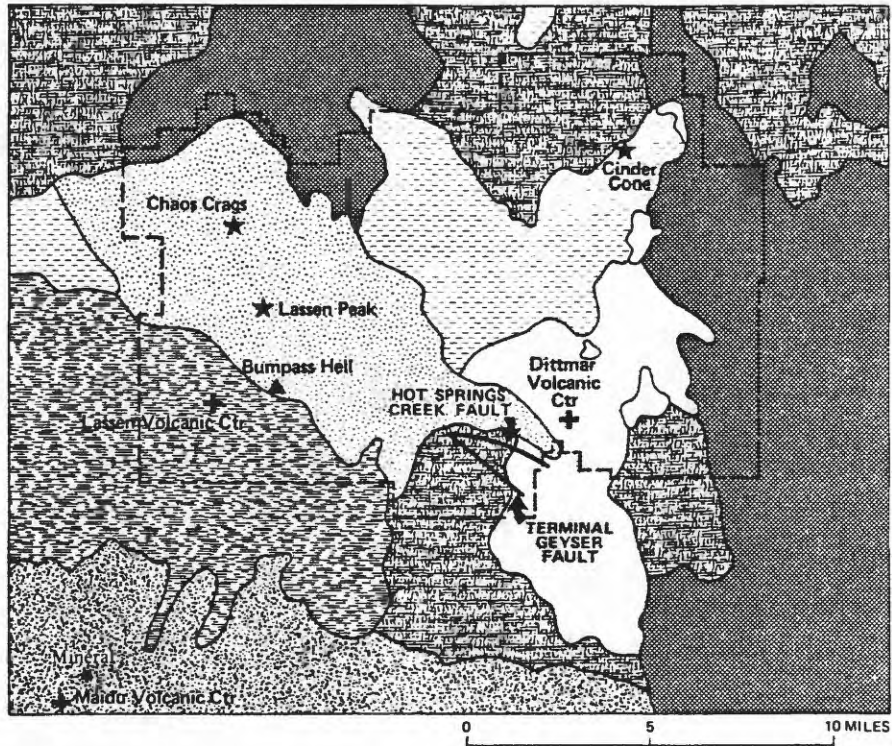 Cinder
Cone
Chaos Crags
Lassen Peak
Bumpass Hell
Dittmar
Volcanic
Ctr
HOT SPRINGS
CREEK FAULT
Lassen Volcanic Ctr
TERMINAL
GEYSER
FAULT
Mineral
Maidu Volcanic Ctr
0 5 10 MILES